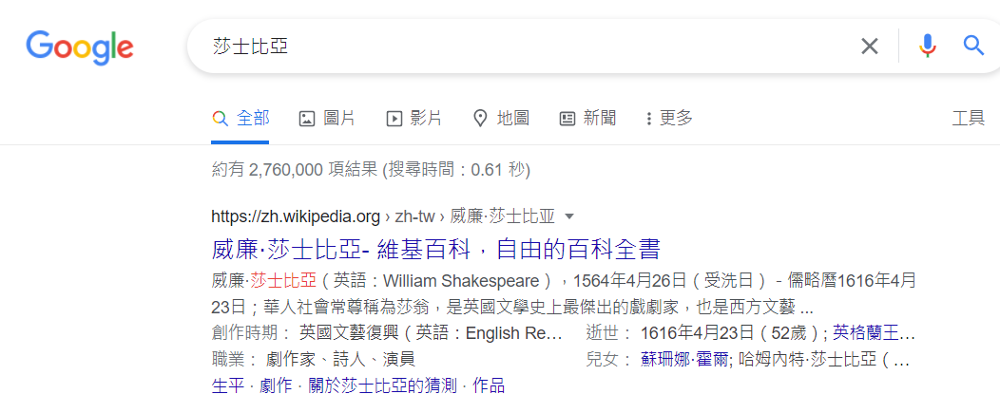 Google 莎士比亞
全部 圖片 影片 地圖 新聞 更多 工具
約有 2,760,000 項結果 (搜尋時間：0.61 秒)
https://zh.wikipedia.org › zh-tw › 威廉·莎士比亚
威廉·莎士比亞- 維基百科，自由的百科全書
威廉·莎士比亞（英語：William Shakespeare），1564年4月26日（受洗日）－儒略曆1616年4月
23日；華人社會常尊稱為莎翁，是英國文學史上最傑出的戲劇家，也是西方文藝 ...
創作時期： 英國文藝復興（英語：English Re… 逝世： 1616年4月23日（52歲）; 英格蘭王…
職業： 劇作家、詩人、演員 兒女： 蘇珊娜·霍爾; 哈姆內特·莎士比亞（…
生平 · 劇作 · 關於莎士比亞的猜測 · 作品